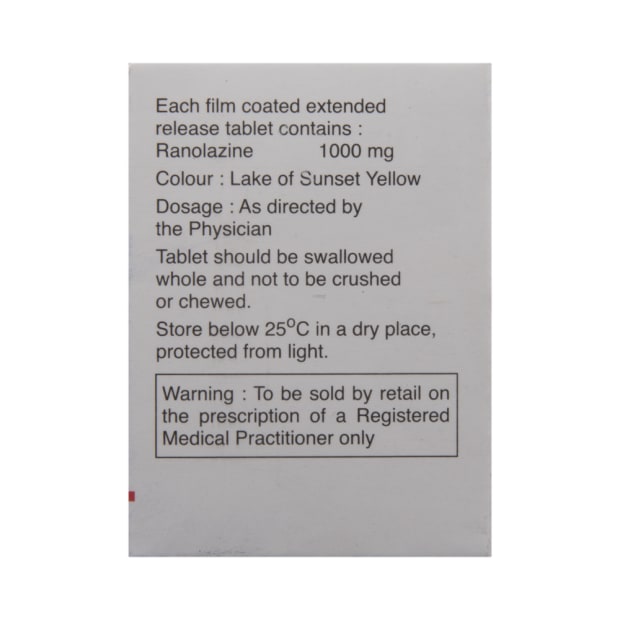 Each film coated extended
release tablet contains :
Ranolazine 1000 mg
Colour : Lake of Sunset Yellow
Dosage : As directed by
the Physician
Tablet should be swallowed
whole and not to be crushed
or chewed.
Store below 25⁰C in a dry place,
protected from light.
Warning : To be sold by retail on
the prescription of a Registered
Medical Practitioner only